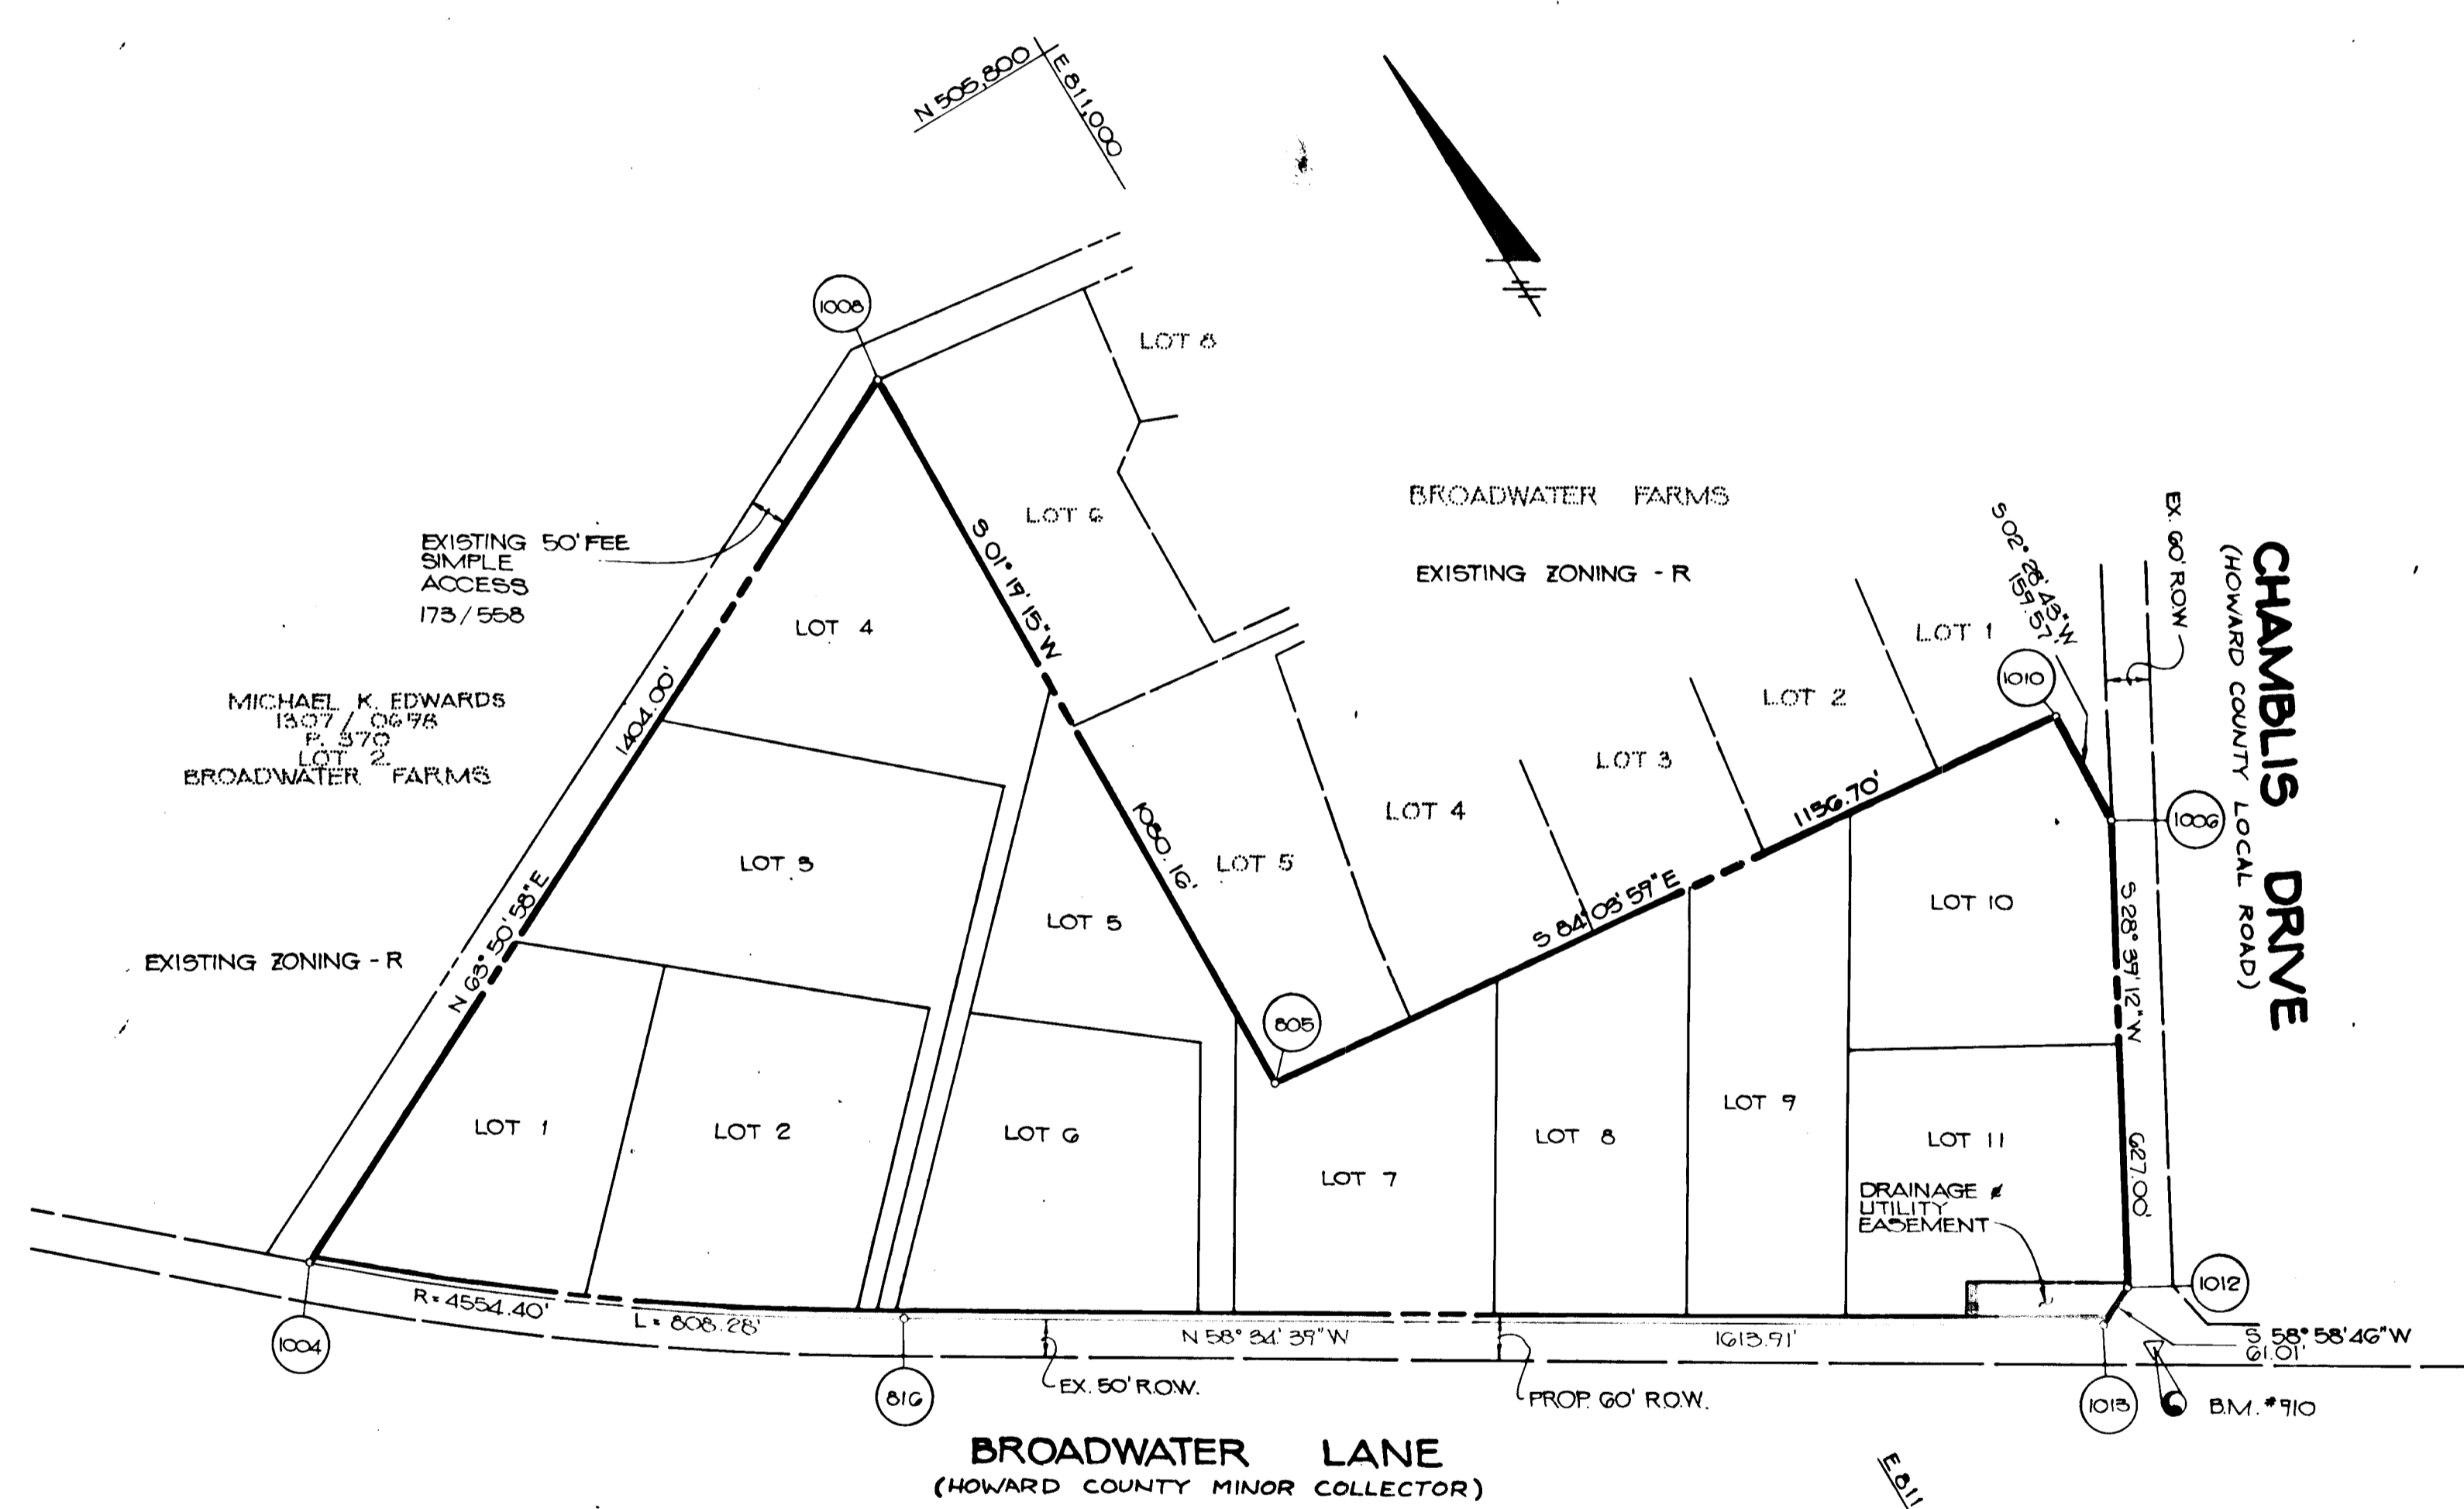 N 505,800
E 811,000
1008
LOT 8
LOT 6
BROADWATER FARMS
EXISTING ZONING - R
EXISTING 50' FEE
SIMPLE
ACCESS
173/558
LOT 4
S 01° 19' 15" W
1080.16'
1404.00'
N 63° 50' 58" E
MICHAEL K. EDWARDS
1307 / 0698
P. 370
LOT 2
BROADWATER FARMS
EXISTING ZONING - R
LOT 3
LOT 5
LOT 5
LOT 4
LOT 3
LOT 2
LOT 1
S 02° 28' 43" W
159.57'
EX. 60' ROW
CHAMBLIS DRIVE
(HOWARD COUNTY LOCAL ROAD)
1010
1006
1156.70'
S 84° 03' 59" E
805
LOT 10
S 28° 39' 12" W
627.00'
LOT 1
LOT 2
LOT 6
LOT 7
LOT 8
LOT 9
LOT 11
DRAINAGE &
UTILITY
EASEMENT
1012
1004
R = 4554.40'
L = 808.28'
816
N 58° 34' 39" W
1613.91'
S 58° 58' 46" W
61.01'
EX. 50' R.O.W.
PROP. 60' R.O.W.
1013
B.M. #910
BROADWATER LANE
(HOWARD COUNTY MINOR COLLECTOR)
E 811